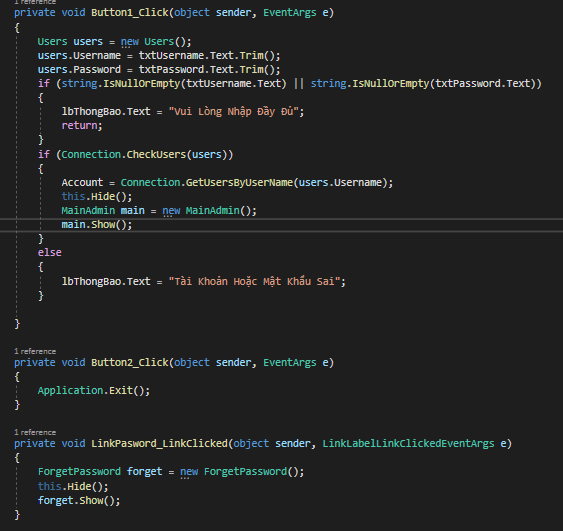 1 reference
private void Button1_Click(object sender, EventArgs e)
{
Users users = new Users();
users.Username = txtUsername.Text.Trim();
users.Password = txtPassword.Text.Trim();
if (string.IsNullOrEmpty(txtUsername.Text) || string.IsNullOrEmpty(txtPassword.Text))
{
lbThongBao.Text = "Vui Lòng Nhập Đầy Đủ";
return;
}
if (Connection.CheckUsers(users))
{
Account = Connection.GetUsersByUserName(users.Username);
this.Hide();
MainAdmin main = new MainAdmin();
main.Show();
}
else
{
lbThongBao.Text = "Tài Khoản Hoặc Mật Khẩu Sai";
}
}
1 reference
private void Button2_Click(object sender, EventArgs e)
{
Application.Exit();
}
1 reference
private void LinkPasword_LinkClicked(object sender, LinkLabelLinkClickedEventArgs e)
{
ForgetPassword forget = new ForgetPassword();
this.Hide();
forget.Show();
}